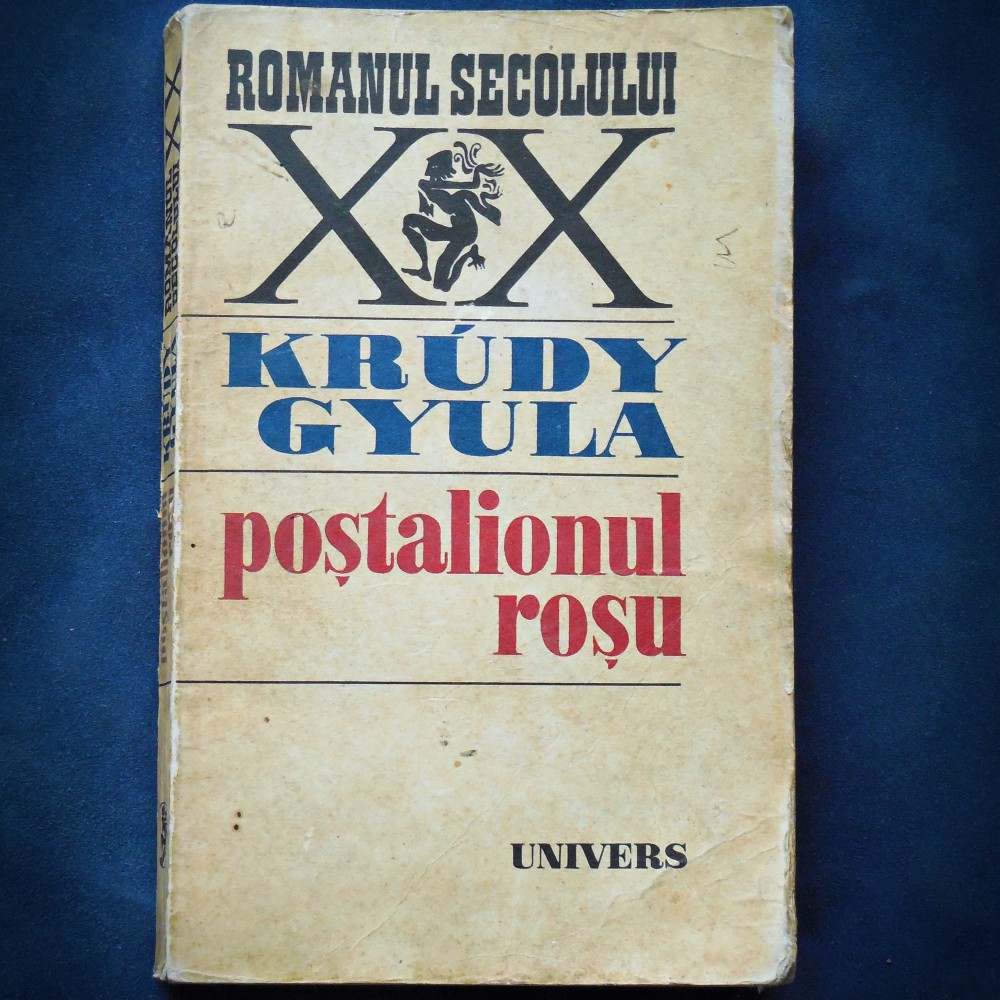 ROMANUL SECOLULUI
XX
KRÚDY
GYULA
poștalionul
roșu
UNIVERS